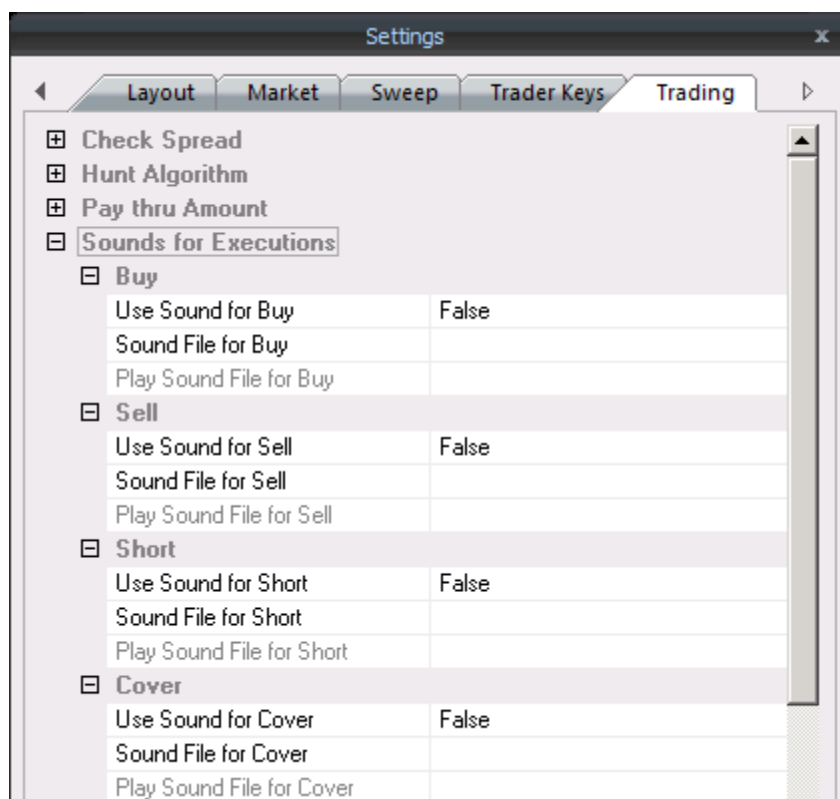 Settings
Layout Market Sweep Trader Keys Trading
Check Spread
Hunt Algorithm
Pay thru Amount
Sounds for Executions
Buy
Use Sound for Buy False
Sound File for Buy
Play Sound File for Buy
Sell
Use Sound for Sell False
Sound File for Sell
Play Sound File for Sell
Short
Use Sound for Short False
Sound File for Short
Play Sound File for Short
Cover
Use Sound for Cover False
Sound File for Cover
Play Sound File for Cover